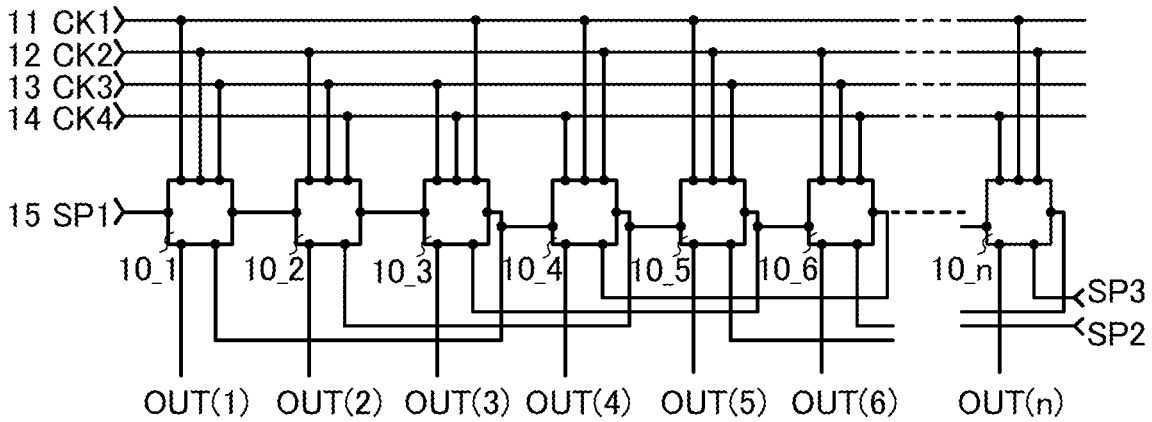 11 CK1
12 CK2
13 CK3
14 CK4
15 SP1
10_1 10_2 10_3 10_4 10_5 10_6 10_n
SP3
SP2
OUT(1) OUT(2) OUT(3) OUT(4) OUT(5) OUT(6) OUT(n)